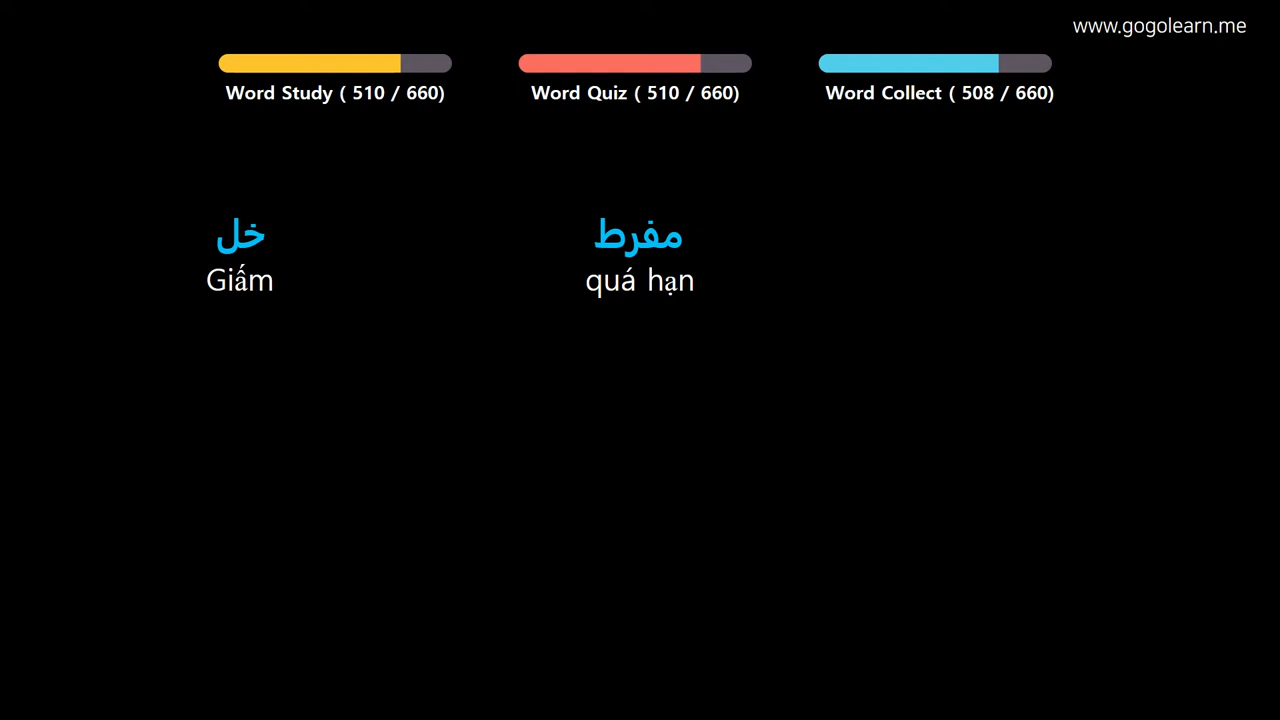 www.gogolearn.me
Word Study ( 510 / 660)
Word Quiz ( 510 / 660)
Word Collect ( 508 / 660)
خل
Giấm
مفرط
quá hạn